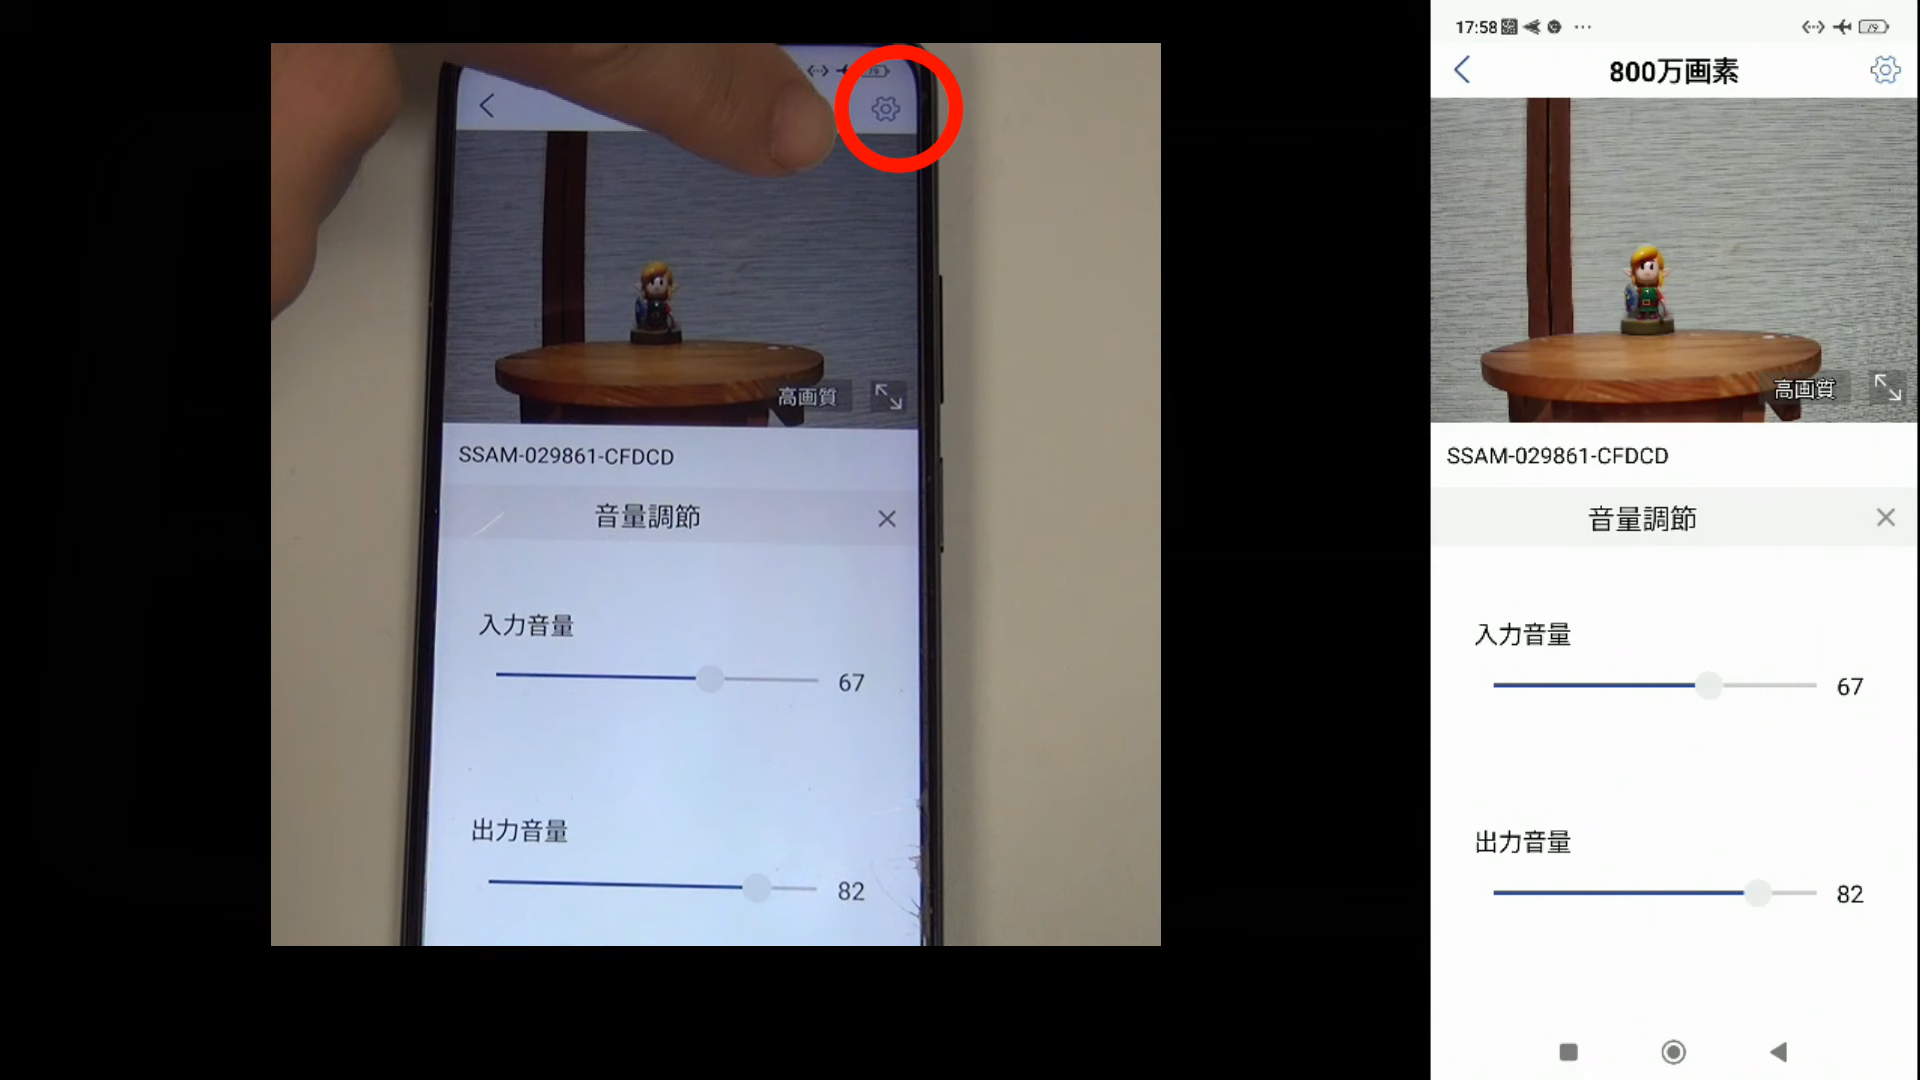 高画質
SSAM-029861-CFDCD
音量調節
入力音量
67
出力音量
82
17:58
800万画素
高画質
SSAM-029861-CFDCD
音量調節
入力音量
67
出力音量
82